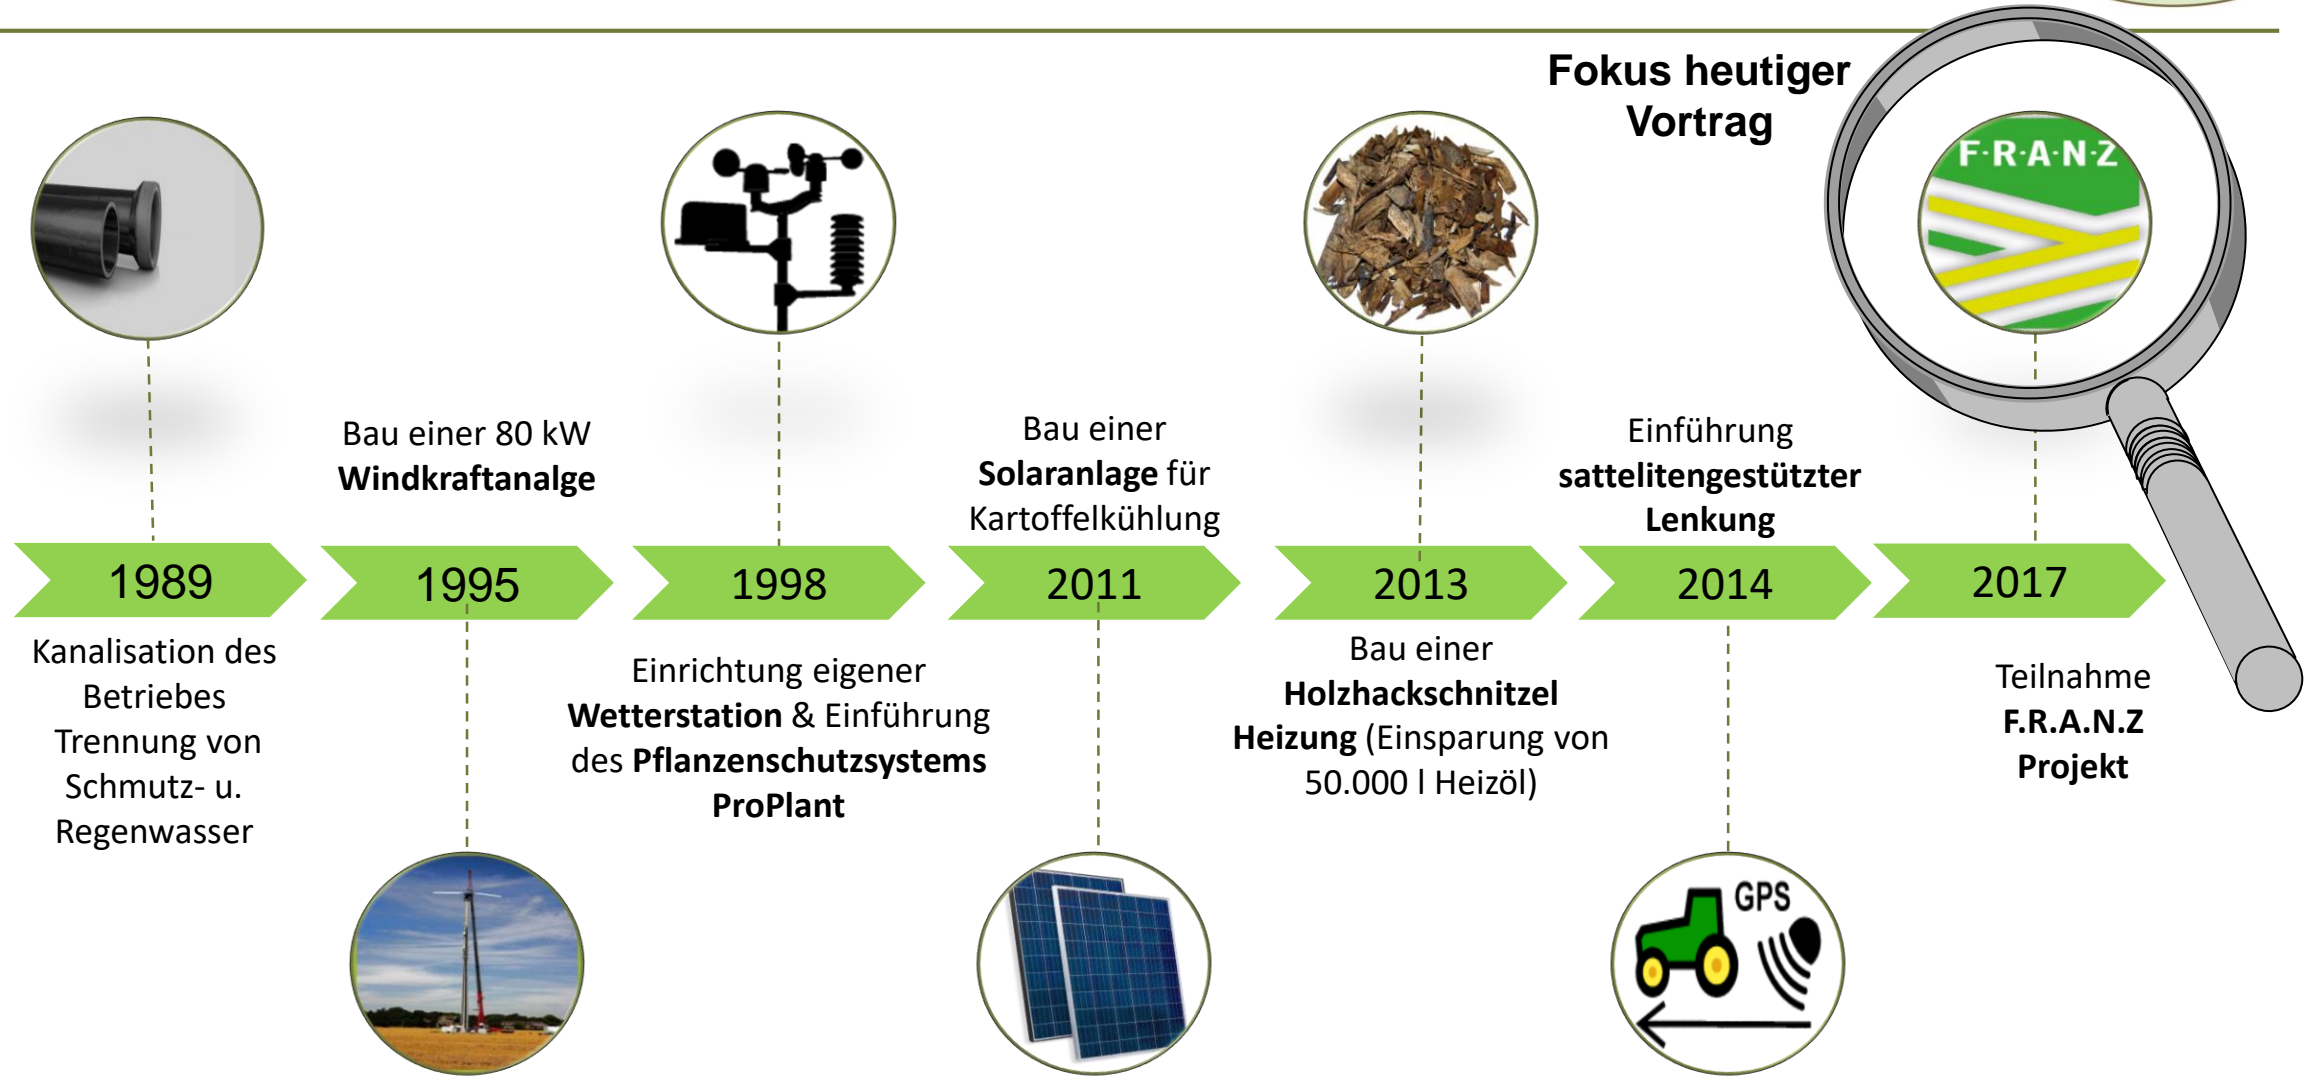 Fokus heutiger
Vortrag
F·R·A·N·Z
1989
Kanalisation des
Betriebes
Trennung von
Schmutz- u.
Regenwasser
Bau einer 80 kW
Windkraftanalge
1995
1998
Einrichtung eigener
Wetterstation & Einführung
des Pflanzenschutzsystems
ProPlant
Bau einer
Solaranlage für
Kartoffelkühlung
2011
2013
Bau einer
Holzhackschnitzel
Heizung (Einsparung von
50.000 l Heizöl)
Einführung
sattelitengestützter
Lenkung
2014
GPS
2017
Teilnahme
F.R.A.N.Z
Projekt